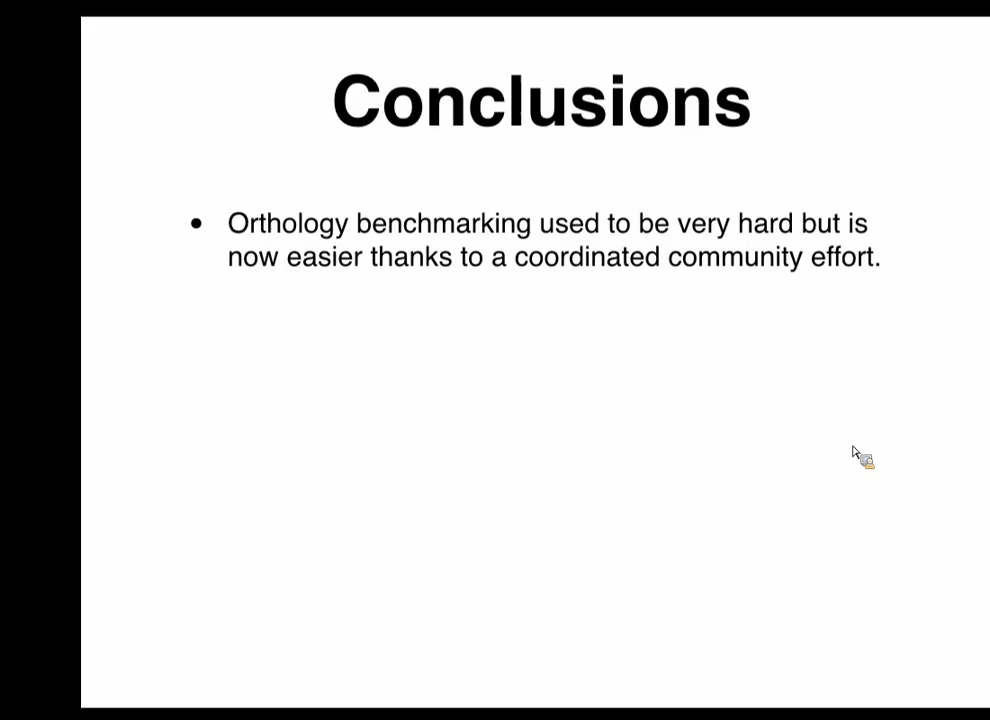 Conclusions
• Orthology benchmarking used to be very hard but is
now easier thanks to a coordinated community effort.